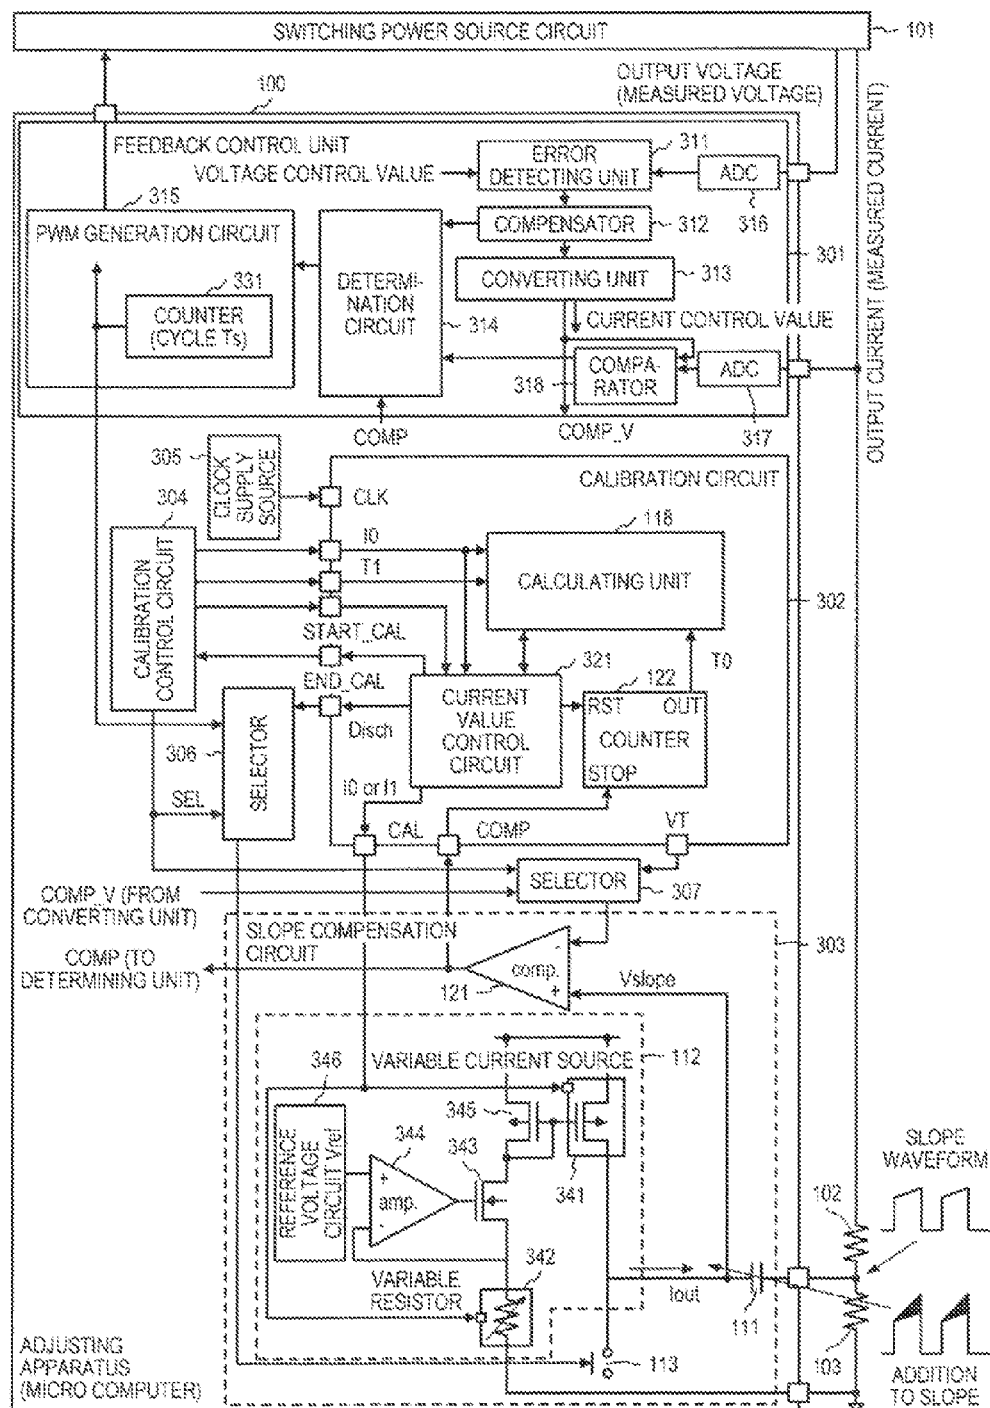 SWITCHING POWER SOURCE CIRCUIT
101
OUTPUT VOLTAGE
(MEASURED VOLTAGE)
OUTPUT CURRENT (MEASURED CURRENT)
100
FEEDBACK CONTROL UNIT
VOLTAGE CONTROL VALUE
ERROR
DETECTING UNIT
311
ADC
316
315
PWM GENERATION CIRCUIT
COMPENSATOR
312
301
331
COUNTER
(CYCLE Ts)
DETERMI-
NATION
CIRCUIT
314
CONVERTING UNIT
313
CURRENT CONTROL VALUE
318
COMPA-
RATOR
ADC
317
COMP
COMP_V
305
CLOCK
SUPPLY
SOURCE
CLK
CALIBRATION CIRCUIT
304
CALIBRATION
CONTROL CIRCUIT
I0
T1
118
CALCULATING UNIT
302
START_CAL
END_CAL
321
T0
CURRENT
VALUE
CONTROL
CIRCUIT
122
RST
OUT
COUNTER
STOP
Disch
306
SELECTOR
SEL
I0 or I1
CAL
COMP
VT
SELECTOR
307
COMP_V (FROM
CONVERTING UNIT)
SLOPE COMPENSATION
CIRCUIT
303
COMP (TO
DETERMINING UNIT)
-
comp.
+
121
Vslope
VARIABLE CURRENT SOURCE
112
346
REFERENCE
VOLTAGE
CIRCUIT Vref
344
+
amp.
-
343
345
341
SLOPE
WAVEFORM
102
342
VARIABLE
RESISTOR
Iout
111
103
113
ADJUSTING
APPARATUS
(MICRO COMPUTER)
ADDITION
TO SLOPE